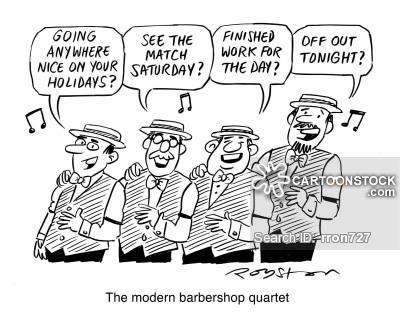 GOING
ANYWHERE
NICE ON YOUR
HOLIDAYS?
SEE THE
MATCH
SATURDAY?
FINISHED
WORK FOR
THE DAY?
OFF OUT
TONIGHT?
CARTOONSTOCK
.com
Search ID: rron727
ROYSTON
The modern barbershop quartet